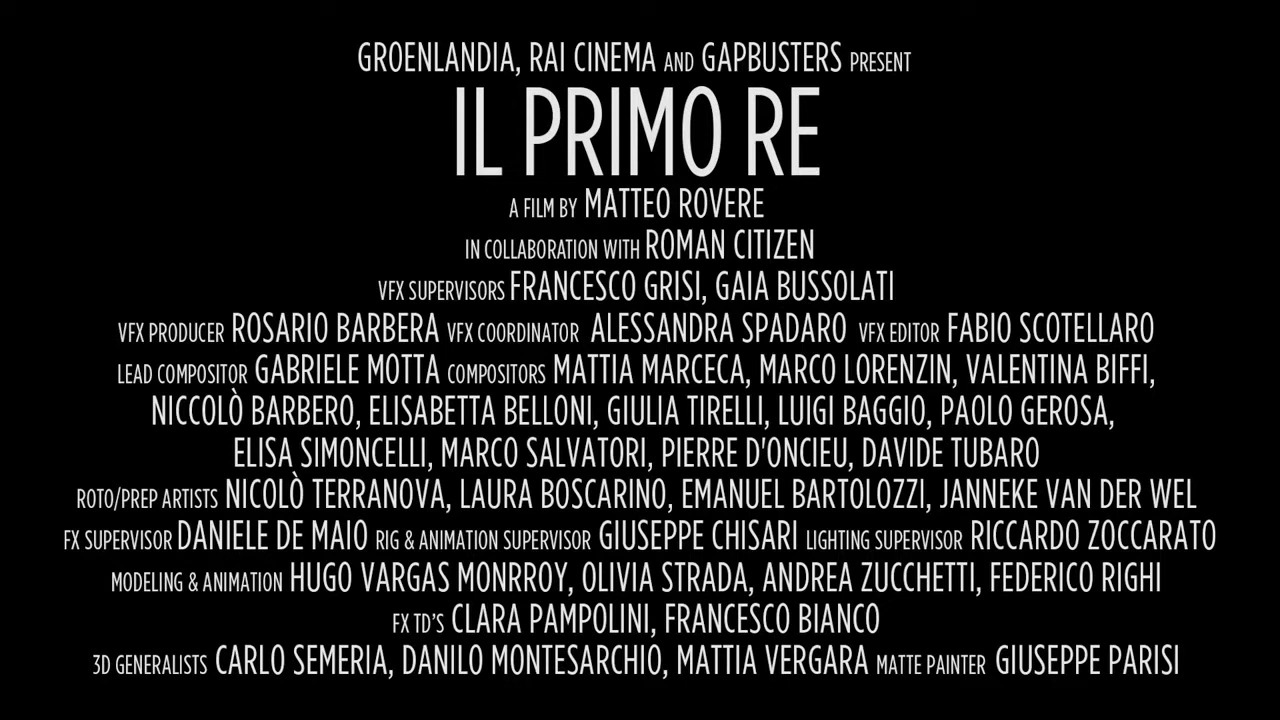 GROENLANDIA, RAI CINEMA AND GAPBUSTERS PRESENT
IL PRIMO RE
A FILM BY MATTEO ROVERE
IN COLLABORATION WITH ROMAN CITIZEN
VFX SUPERVISORS FRANCESCO GRISI, GAIA BUSSOLATI
VFX PRODUCER ROSARIO BARBERA VFX COORDINATOR ALESSANDRA SPADARO VFX EDITOR FABIO SCOTELLARO
LEAD COMPOSITOR GABRIELE MOTTA COMPOSITORS MATTIA MARCECA, MARCO LORENZIN, VALENTINA BIFFI,
NICCOLÒ BARBERO, ELISABETTA BELLONI, GIULIA TIRELLI, LUIGI BAGGIO, PAOLO GEROSA,
ELISA SIMONCELLI, MARCO SALVATORI, PIERRE D'ONCIEU, DAVIDE TUBARO
ROTO/PREP ARTISTS NICOLÒ TERRANOVA, LAURA BOSCARINO, EMANUEL BARTOLOZZI, JANNEKE VAN DER WEL
FX SUPERVISOR DANIELE DE MAIO RIG & ANIMATION SUPERVISOR GIUSEPPE CHISARI LIGHTING SUPERVISOR RICCARDO ZOCCARATO
MODELING & ANIMATION HUGO VARGAS MONRROY, OLIVIA STRADA, ANDREA ZUCCHETTI, FEDERICO RIGHI
FX TD'S CLARA PAMPOLINI, FRANCESCO BIANCO
3D GENERALISTS CARLO SEMERIA, DANILO MONTESARCHIO, MATTIA VERGARA MATTE PAINTER GIUSEPPE PARISI